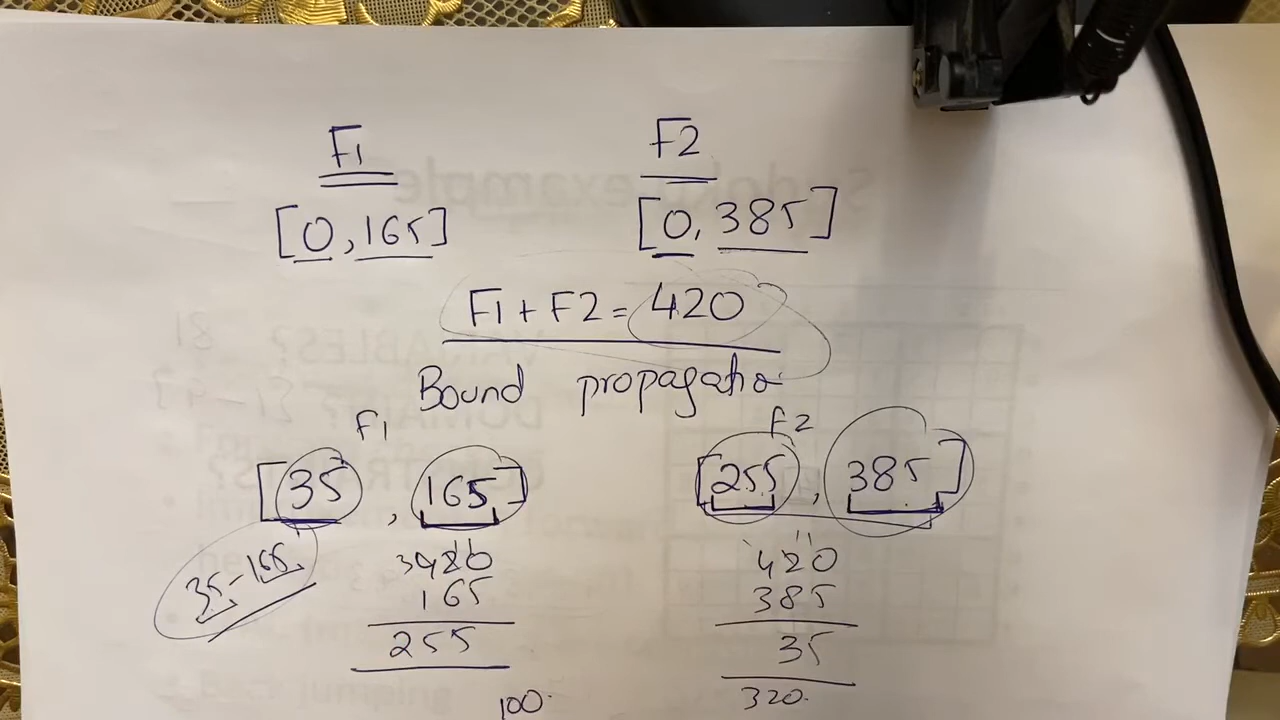 F1 F2
[0, 165] [0, 385]
F1 + F2 = 420
Bound propagatio
F1 F2
[35, 165] [255, 385]
35-165
420 420
165 385
255 35
100. 320.